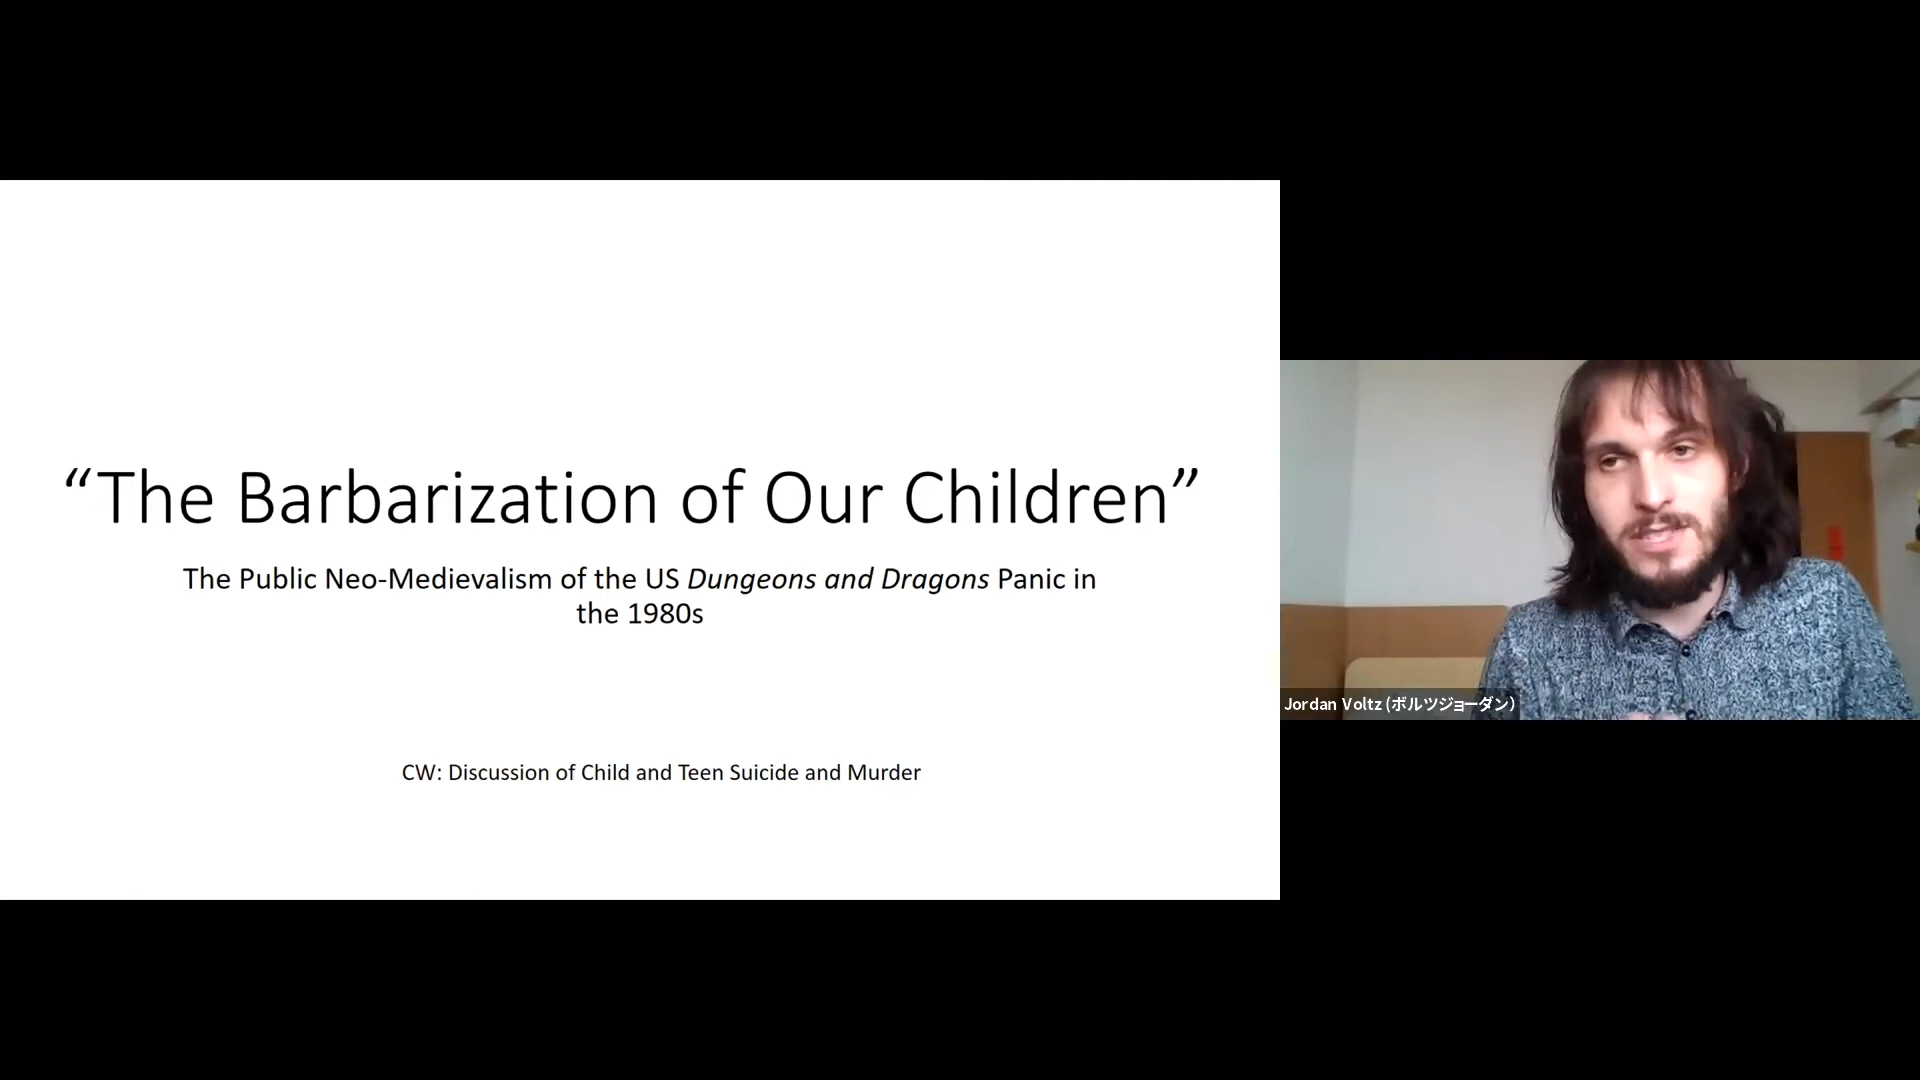 “The Barbarization of Our Children”
The Public Neo-Medievalism of the US Dungeons and Dragons Panic in
the 1980s
CW: Discussion of Child and Teen Suicide and Murder
Jordan Voltz (ボルツジョーダン)